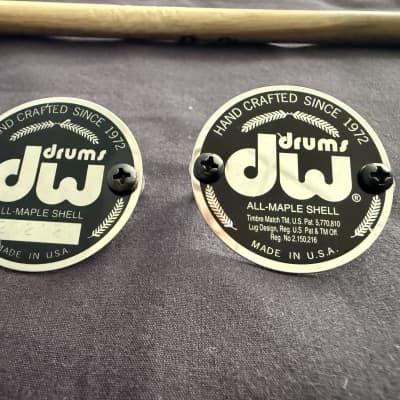 HAND CRAFTED SINCE 1972
drums
dw
ALL-MAPLE SHELL
MADE IN U.S.A.
HAND CRAFTED SINCE 1972
drums
dw®
ALL-MAPLE SHELL
Timbre Match TM, U.S. Pat 5,770,810
Lug Design, Reg. U.S Pat & TM Off.
Reg. No 2,150,216
MADE IN U.S.A.